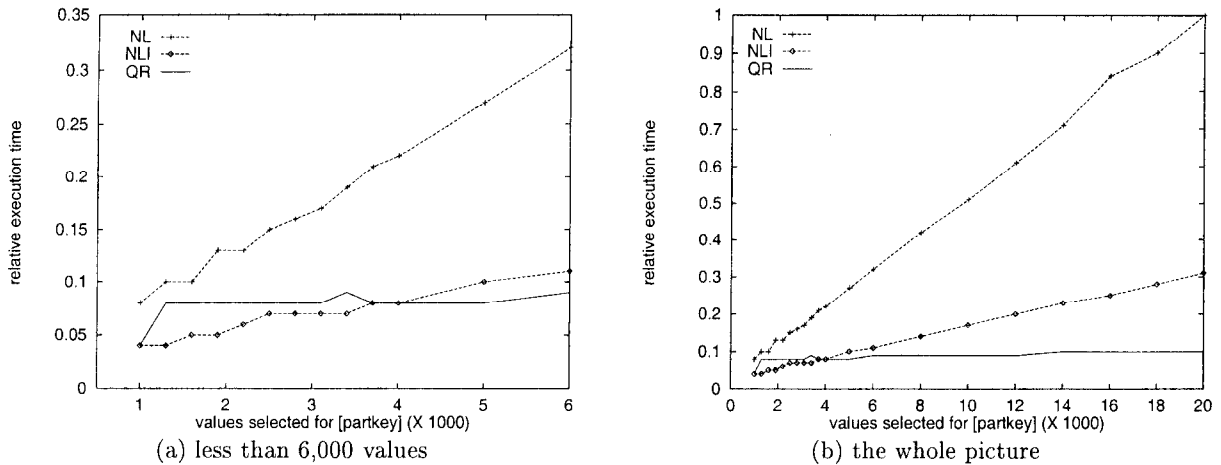 0.35
0.3
0.25
0.2
0.15
0.1
0.05
0
relative execution time
NL
NLI
QR
1 2 3 4 5 6
values selected for [partkey] (X 1000)
(a) less than 6,000 values
1
0.9
0.8
0.7
0.6
0.5
0.4
0.3
0.2
0.1
0
relative execution time
NL
NLI
QR
0 2 4 6 8 10 12 14 16 18 20
values selected for [partkey] (X 1000)
(b) the whole picture